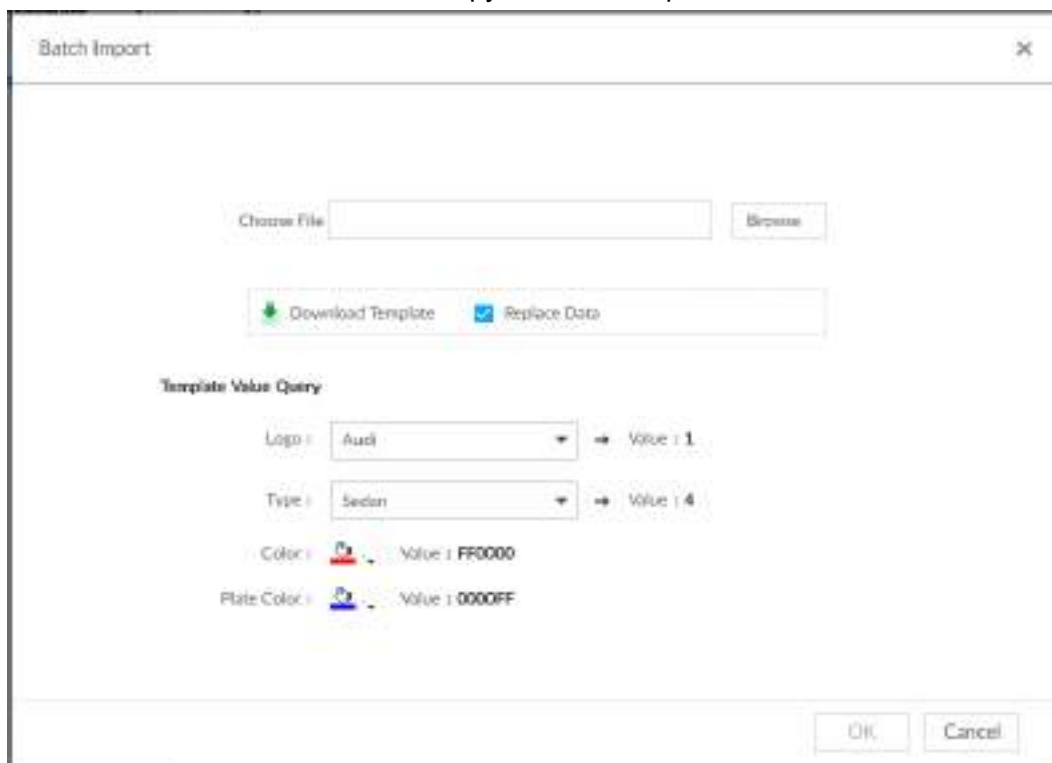 Batch Import
Choose File
Browse
Download Template
Replace Data
Template Value Query
Logo :
Audi
Value : 1
Type :
Sedan
Value : 4
Color :
Value : FF0000
Plate Color :
Value : 0000FF
OK
Cancel